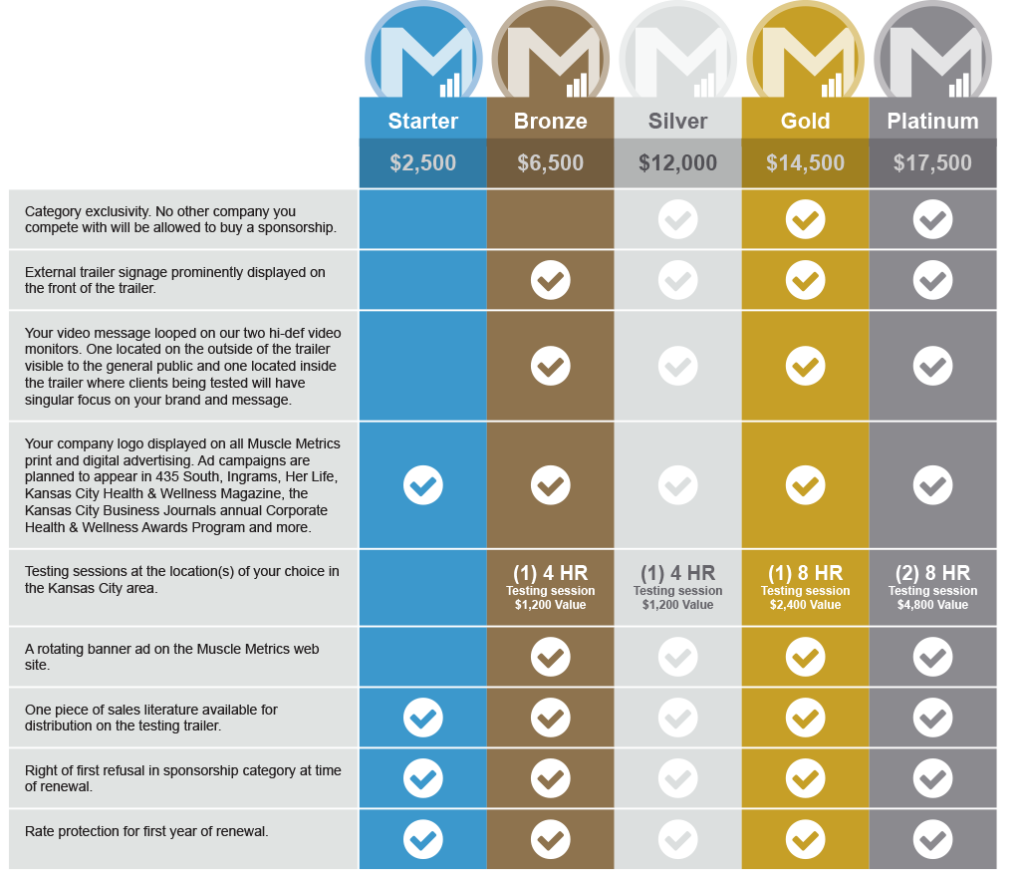 Starter
Bronze
Silver
Gold
Platinum
$2,500
$6,500
$12,000
$14,500
$17,500
Category exclusivity. No other company you
compete with will be allowed to buy a sponsorship.
External trailer signage prominently displayed on
the front of the trailer.
Your video message looped on our two hi-def video
monitors. One located on the outside of the trailer
visible to the general public and one located inside
the trailer where clients being tested will have
singular focus on your brand and message.
Your company logo displayed on all Muscle Metrics
print and digital advertising. Ad campaigns are
planned to appear in 435 South, Ingrams, Her Life,
Kansas City Health & Wellness Magazine, the
Kansas City Business Journals annual Corporate
Health & Wellness Awards Program and more.
Testing sessions at the location(s) of your choice in
the Kansas City area.
(1) 4 HR
Testing session
$1,200 Value
(1) 4 HR
Testing session
$1,200 Value
(1) 8 HR
Testing session
$2,400 Value
(2) 8 HR
Testing session
$4,800 Value
A rotating banner ad on the Muscle Metrics web
site.
One piece of sales literature available for
distribution on the testing trailer.
Right of first refusal in sponsorship category at time
of renewal.
Rate protection for first year of renewal.